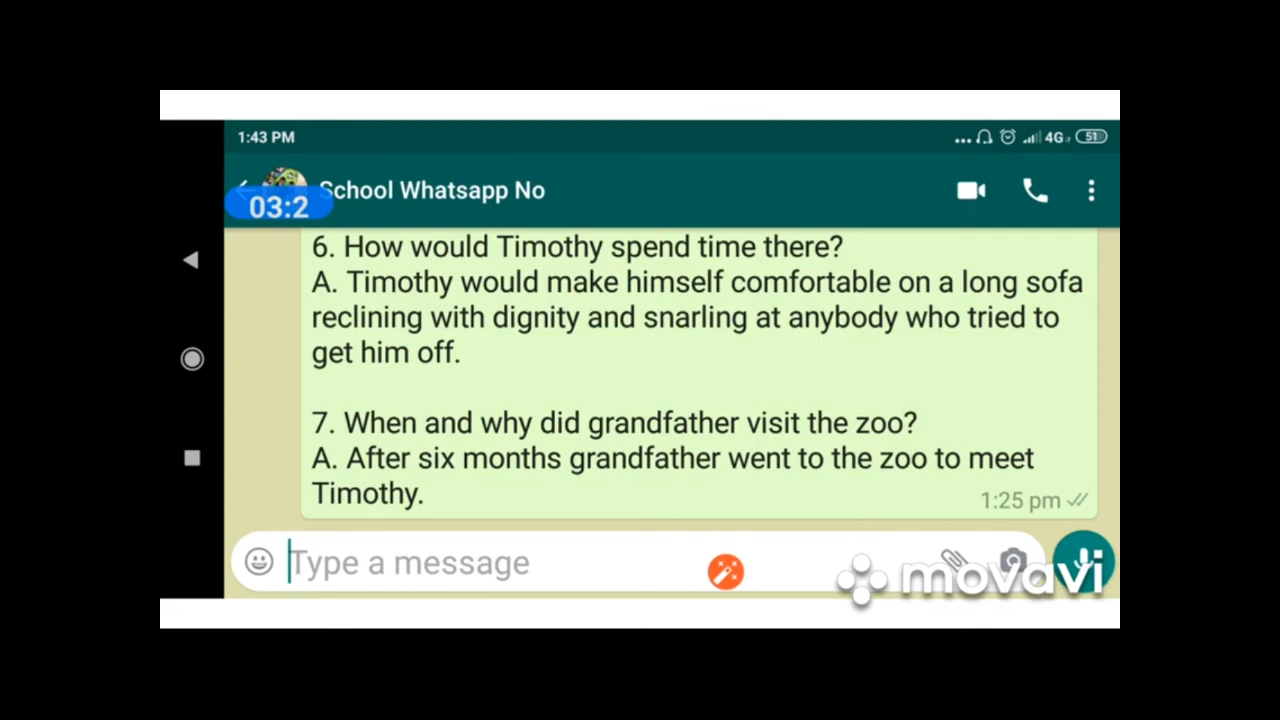 1:43 PM
4G
51
School Whatsapp No
03:2
6. How would Timothy spend time there?
A. Timothy would make himself comfortable on a long sofa
reclining with dignity and snarling at anybody who tried to
get him off.
7. When and why did grandfather visit the zoo?
A. After six months grandfather went to the zoo to meet
Timothy.
1:25 pm
Type a message
movavi